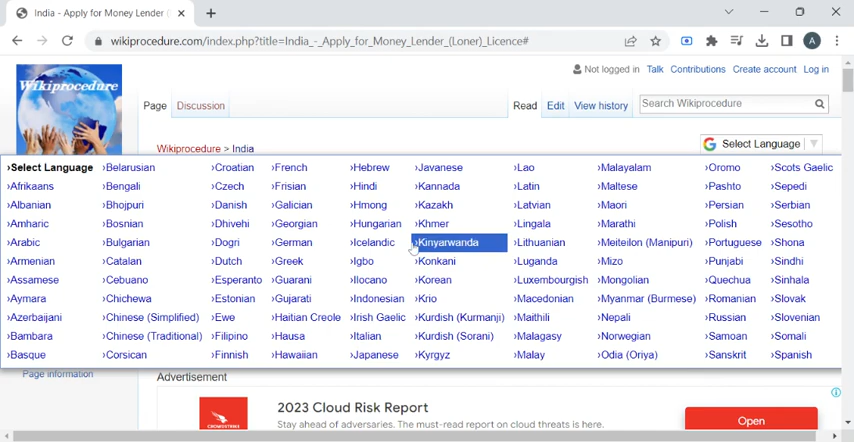 India - Apply for Money Lender (
wikiprocedure.com/index.php?title=India_-_Apply_for_Money_Lender_(Loner)_Licence#
A
Wikiprocedure
Not logged in Talk Contributions Create account Log in
Page Discussion Read Edit View history Search Wikiprocedure
Wikiprocedure > India
G Select Language ▼
›Select Language ›Belarusian ›Croatian ›French ›Hebrew ›Javanese ›Lao ›Malayalam ›Oromo ›Scots Gaelic
›Afrikaans ›Bengali ›Czech ›Frisian ›Hindi ›Kannada ›Latin ›Maltese ›Pashto ›Sepedi
›Albanian ›Bhojpuri ›Danish ›Galician ›Hmong ›Kazakh ›Latvian ›Maori ›Persian ›Serbian
›Amharic ›Bosnian ›Dhivehi ›Georgian ›Hungarian ›Khmer ›Lingala ›Marathi ›Polish ›Sesotho
›Arabic ›Bulgarian ›Dogri ›German ›Icelandic ›Kinyarwanda ›Lithuanian ›Meiteilon (Manipuri) ›Portuguese ›Shona
›Armenian ›Catalan ›Dutch ›Greek ›Igbo ›Konkani ›Luganda ›Mizo ›Punjabi ›Sindhi
›Assamese ›Cebuano ›Esperanto ›Guarani ›Ilocano ›Korean ›Luxembourgish ›Mongolian ›Quechua ›Sinhala
›Aymara ›Chichewa ›Estonian ›Gujarati ›Indonesian ›Krio ›Macedonian ›Myanmar (Burmese) ›Romanian ›Slovak
›Azerbaijani ›Chinese (Simplified) ›Ewe ›Haitian Creole ›Irish Gaelic ›Kurdish (Kurmanji) ›Maithili ›Nepali ›Russian ›Slovenian
›Bambara ›Chinese (Traditional) ›Filipino ›Hausa ›Italian ›Kurdish (Sorani) ›Malagasy ›Norwegian ›Samoan ›Somali
›Basque ›Corsican ›Finnish ›Hawaiian ›Japanese ›Kyrgyz ›Malay ›Odia (Oriya) ›Sanskrit ›Spanish
Page information
Advertisement
2023 Cloud Risk Report
Stay ahead of adversaries. The must-read report on cloud threats is here.
CROWDSTRIKE
Open